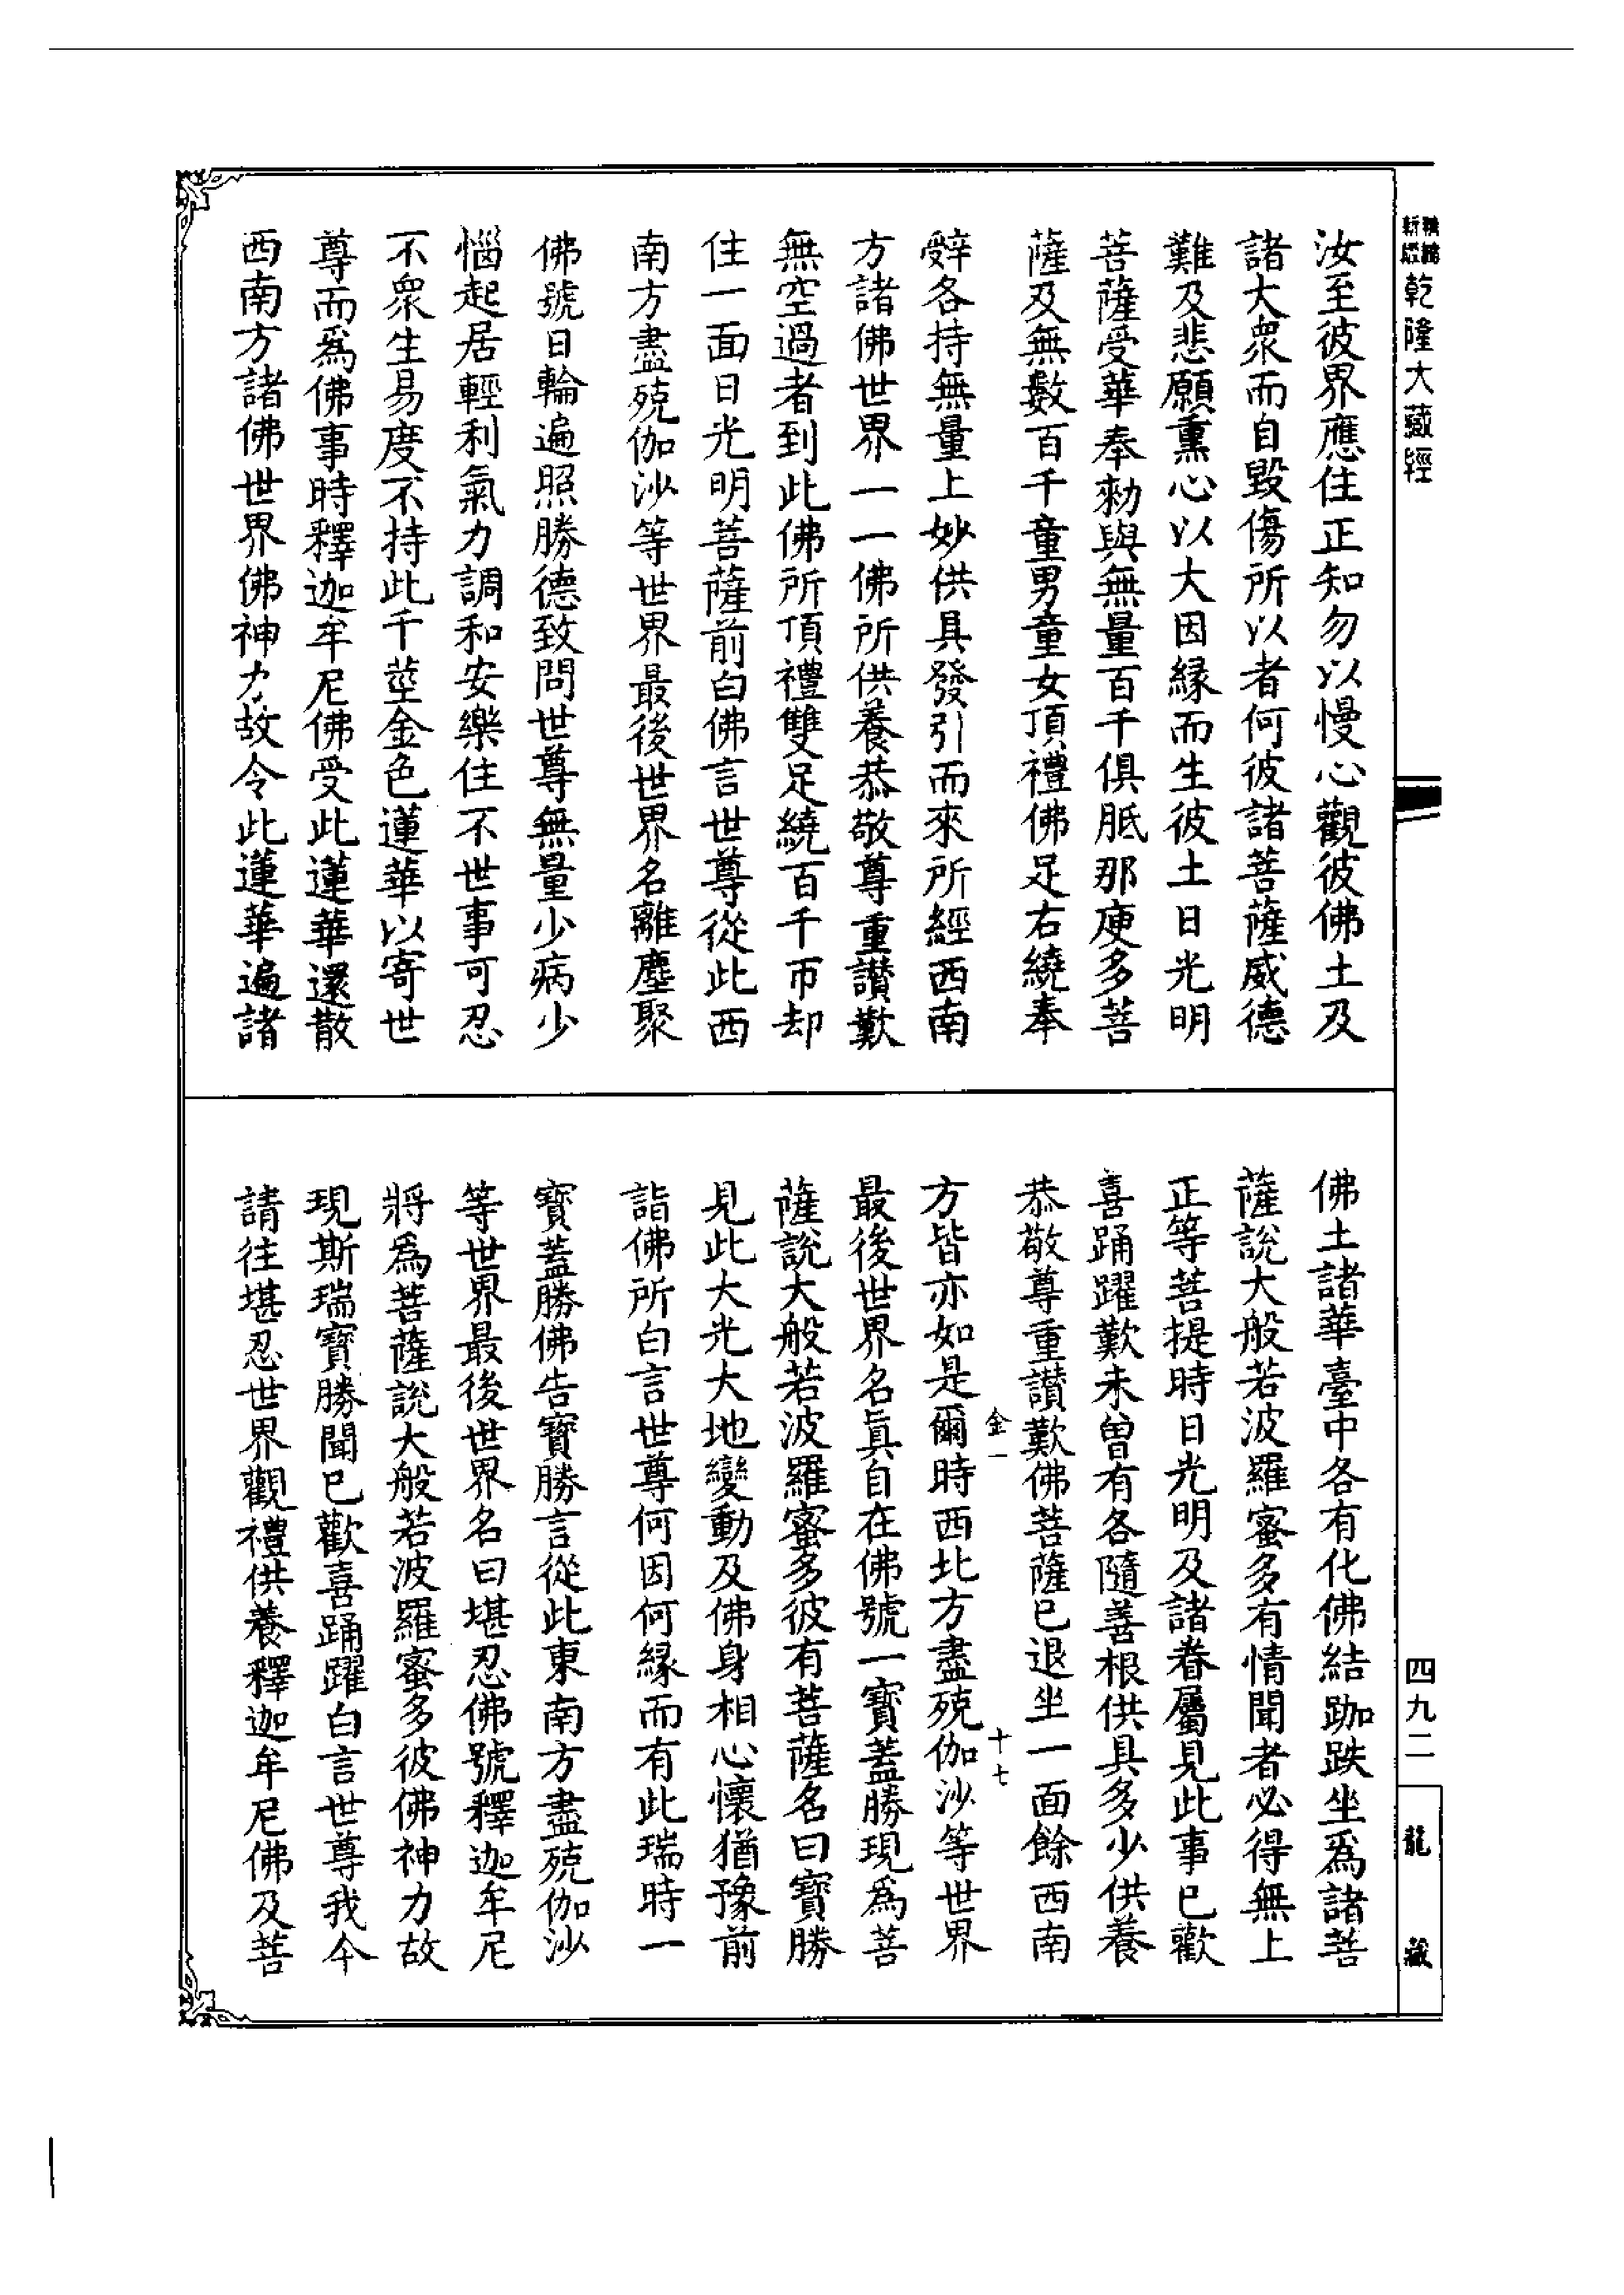 乾隆大藏經
汝至彼界應住正知勿以慢心觀彼佛土及
諸大衆而自毀傷所以者何彼諸菩薩威德
難及悲願熏心以大因緣而生彼土日光明
菩薩受華奉勅與無量百千俱胝那庾多菩
薩及無數百千童男童女頂禮佛足右繞奉
辤各持無量上妙供具發引而來所經西南
方諸佛世界一一佛所供養恭敬尊重讃歎
無空過者到此佛所頂禮雙足繞百千帀却
住一面日光明菩薩前白佛言世尊從此西
南方盡殑伽沙等世界最後世界名離塵聚
佛號日輪遍照勝德致問世尊無量少病少
惱起居輕利氣力調和安樂住不世事可忍
不衆生易度不持此千莖金色蓮華以寄世
尊而爲佛事時釋迦牟尼佛受此蓮華還散
西南方諸佛世界佛神力故令此蓮華遍諸
佛土諸華臺中各有化佛結跏趺坐爲諸菩
薩說大般若波羅蜜多有情聞者必得無上
正等菩提時日光明及諸眷屬見此事已歡
喜踊躍歎未曾有各隨善根供具多少供養
恭敬尊重讃歎佛菩薩已退坐一面餘西南
金一
十七
方皆亦如是爾時西北方盡殑伽沙等世界
最後世界名眞自在佛號一寶蓋勝現爲菩
薩說大般若波羅蜜多彼有菩薩名曰寶勝
見此大光大地變動及佛身相心懷猶豫前
詣佛所白言世尊何因何緣而有此瑞時一
寶蓋勝佛告寶勝言從此東南方盡殑伽沙
等世界最後世界名曰堪忍佛號釋迦牟尼
將爲菩薩說大般若波羅蜜多彼佛神力故
現斯瑞寶勝聞已歡喜踊躍白言世尊我今
請往堪忍世界觀禮供養釋迦牟尼佛及菩
四九二
龍藏